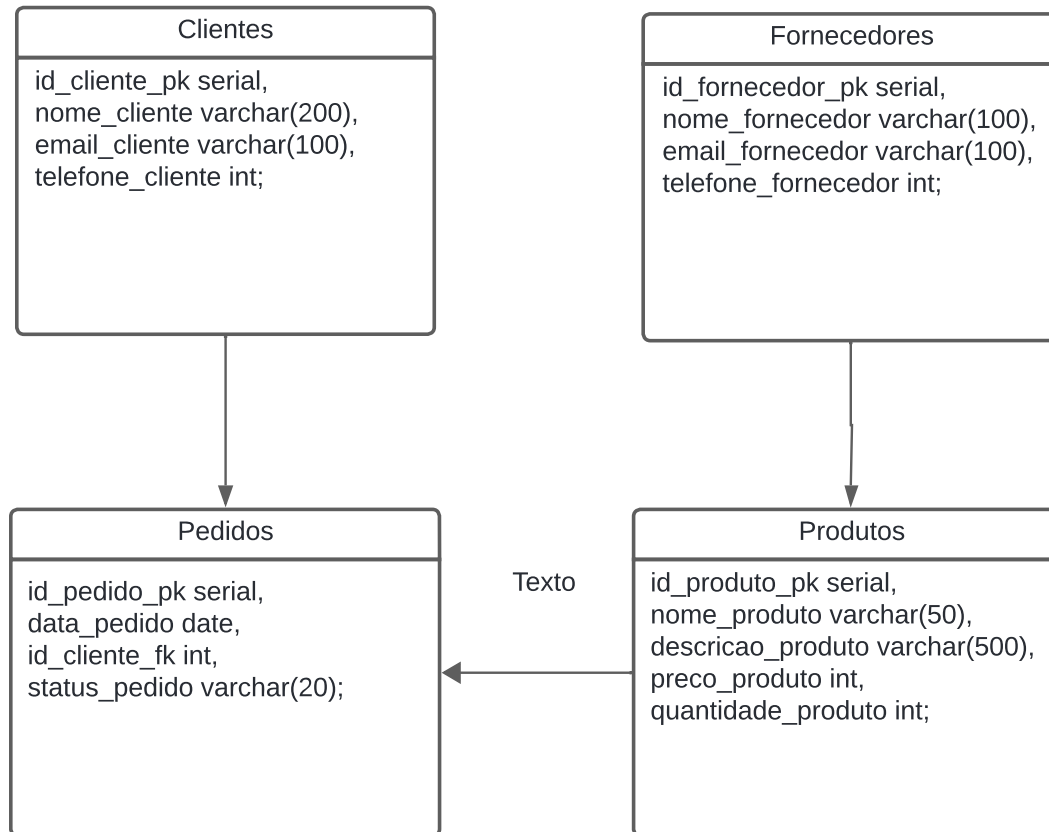 Clientes
id_cliente_pk serial,
nome_cliente varchar(200),
email_cliente varchar(100),
telefone_cliente int;
Fornecedores
id_fornecedor_pk serial,
nome_fornecedor varchar(100),
email_fornecedor varchar(100),
telefone_fornecedor int;
Pedidos
id_pedido_pk serial,
data_pedido date,
id_cliente_fk int,
status_pedido varchar(20);
Texto
Produtos
id_produto_pk serial,
nome_produto varchar(50),
descricao_produto varchar(500),
preco_produto int,
quantidade_produto int;